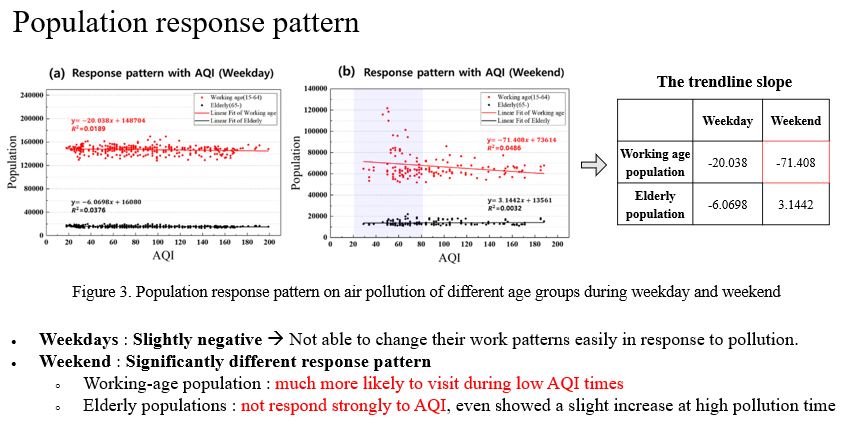 Population response pattern
(a) Response pattern with AQI (Weekday)
240000
200000
160000
120000
80000
40000
0
Population
Working age(15-64)
Elderly(65-)
Linear Fit of Working age
Linear Fit of Elderly
y= −20.038x + 148704
R²=0.0189
y= −6.0698x + 16080
R²=0.0376
0 20 40 60 80 100 120 140 160 180 200
AQI
(b) Response pattern with AQI (Weekend)
140000
120000
100000
80000
60000
40000
20000
0
Population
Working age(15-64)
Elderly(65-)
Linear Fit of Working age
Linear Fit of Elderly
y= −71.408x + 73614
R²=0.0486
y= 3.1442x + 13561
R²=0.0032
0 20 40 60 80 100 120 140 160 180 200
AQI
The trendline slope
Weekday Weekend
Working age
population
-20.038 -71.408
Elderly
population
-6.0698 3.1442
Figure 3. Population response pattern on air pollution of different age groups during weekday and weekend
• Weekdays : Slightly negative → Not able to change their work patterns easily in response to pollution.
• Weekend : Significantly different response pattern
○ Working-age population : much more likely to visit during low AQI times
○ Elderly populations : not respond strongly to AQI, even showed a slight increase at high pollution time